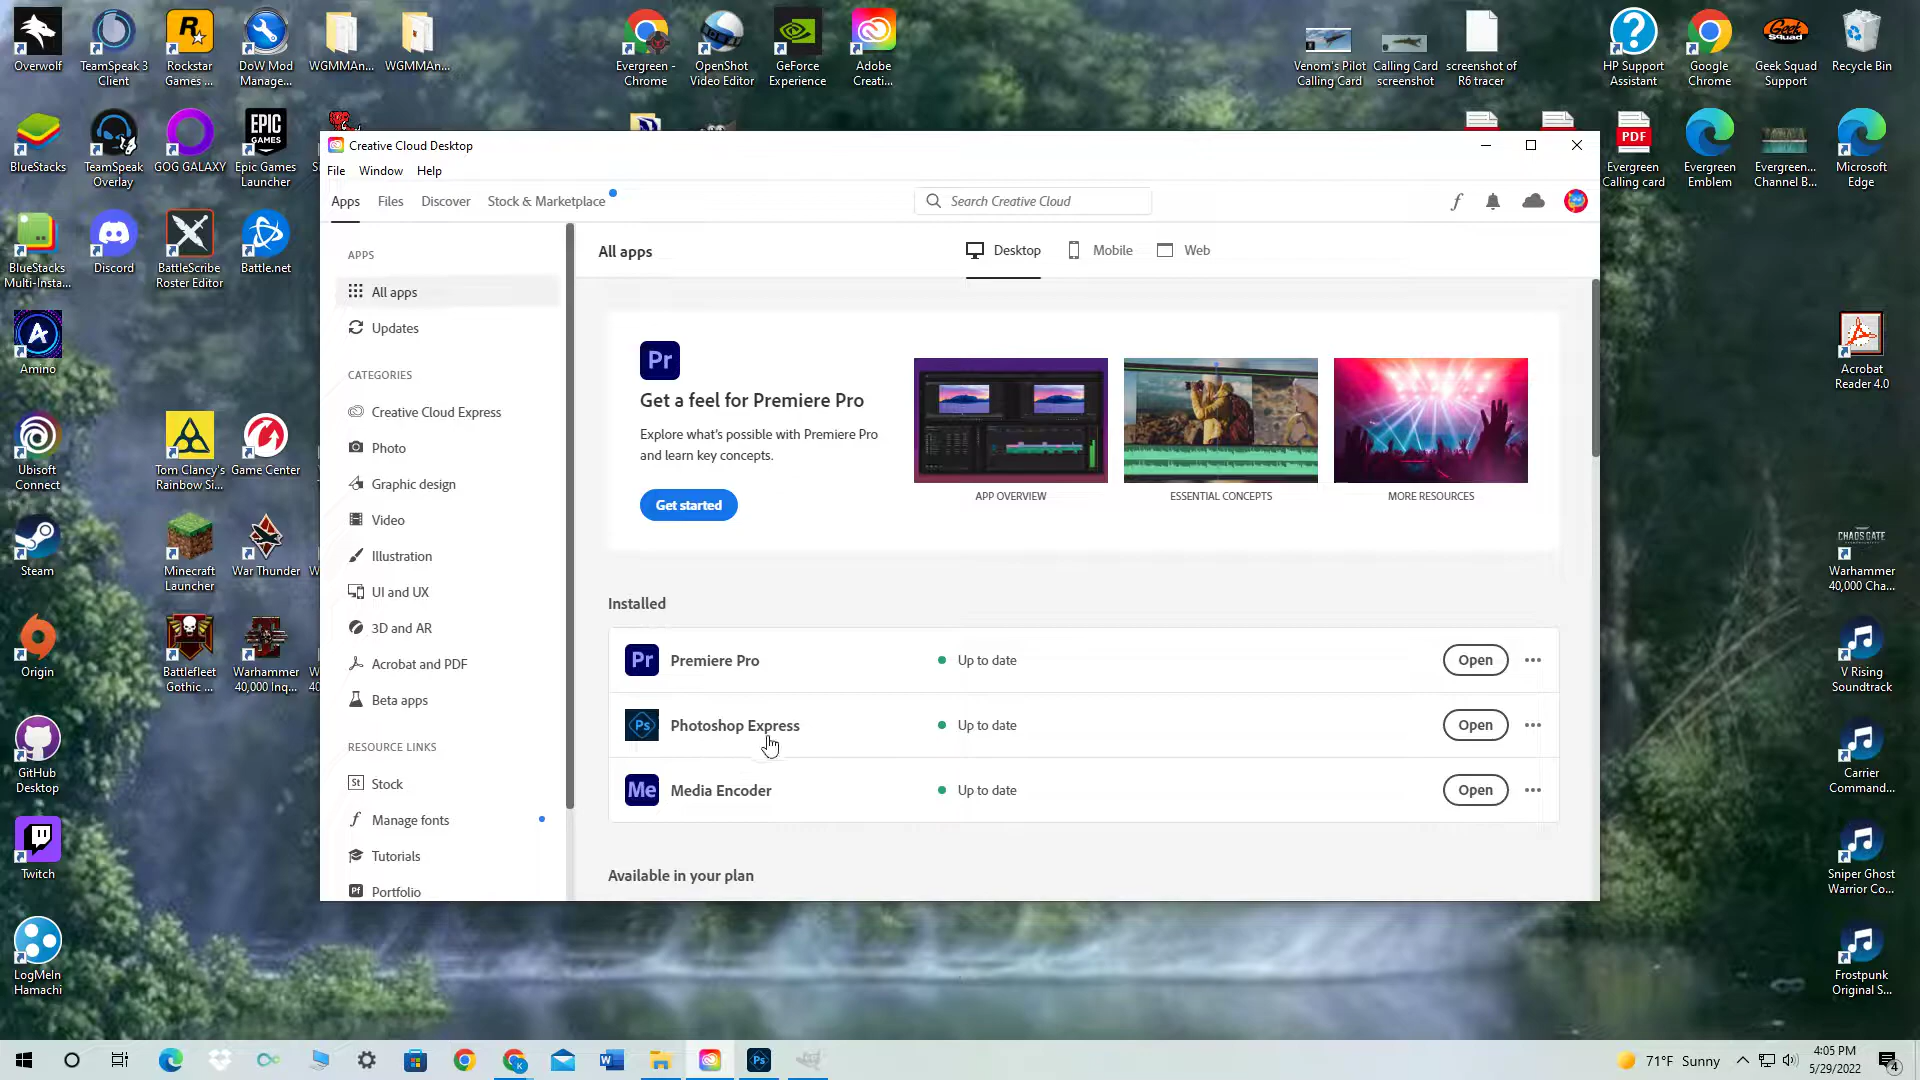 Overwolf
TeamSpeak 3
Client
Rockstar
Games ...
DoW Mod
Manage...
WGMMAn...
WGMMAn...
Evergreen -
Chrome
OpenShot
Video Editor
GeForce
Experience
Adobe
Creati...
Venom's Pilot
Calling Card
Calling Card
screenshot
screenshot of
R6 tracer
HP Support
Assistant
Google
Chrome
Geek Squad
Support
Recycle Bin
BlueStacks
TeamSpeak
Overlay
GOG GALAXY
EPIC
GAMES
Epic Games
Launcher
PDF
Evergreen
Calling card
Evergreen
Emblem
Evergreen...
Channel B...
Microsoft
Edge
BlueStacks
Multi-Insta...
Discord
BattleScribe
Roster Editor
Battle.net
Amino
Acrobat
Reader 4.0
Ubisoft
Connect
Tom Clancy's
Rainbow Si...
Game Center
Steam
Minecraft
Launcher
War Thunder
CHAOS GATE
Warhammer
40,000 Cha...
Origin
Battlefleet
Gothic ...
Warhammer
40,000 Inq...
V Rising
Soundtrack
GitHub
Desktop
Carrier
Command...
Twitch
Sniper Ghost
Warrior Co...
LogMeIn
Hamachi
Frostpunk
Original S...
Creative Cloud Desktop
File Window Help
Apps Files Discover Stock & Marketplace
Search Creative Cloud
APPS
All apps
Updates
CATEGORIES
Creative Cloud Express
Photo
Graphic design
Video
Illustration
UI and UX
3D and AR
Acrobat and PDF
Beta apps
RESOURCE LINKS
St Stock
Manage fonts
Tutorials
Pf Portfolio
All apps
Desktop Mobile Web
Pr
Get a feel for Premiere Pro
Explore what's possible with Premiere Pro
and learn key concepts.
Get started
APP OVERVIEW
ESSENTIAL CONCEPTS
MORE RESOURCES
Installed
Pr Premiere Pro Up to date Open
Ps Photoshop Express Up to date Open
Me Media Encoder Up to date Open
Available in your plan
71°F Sunny
4:05 PM
5/29/2022
4